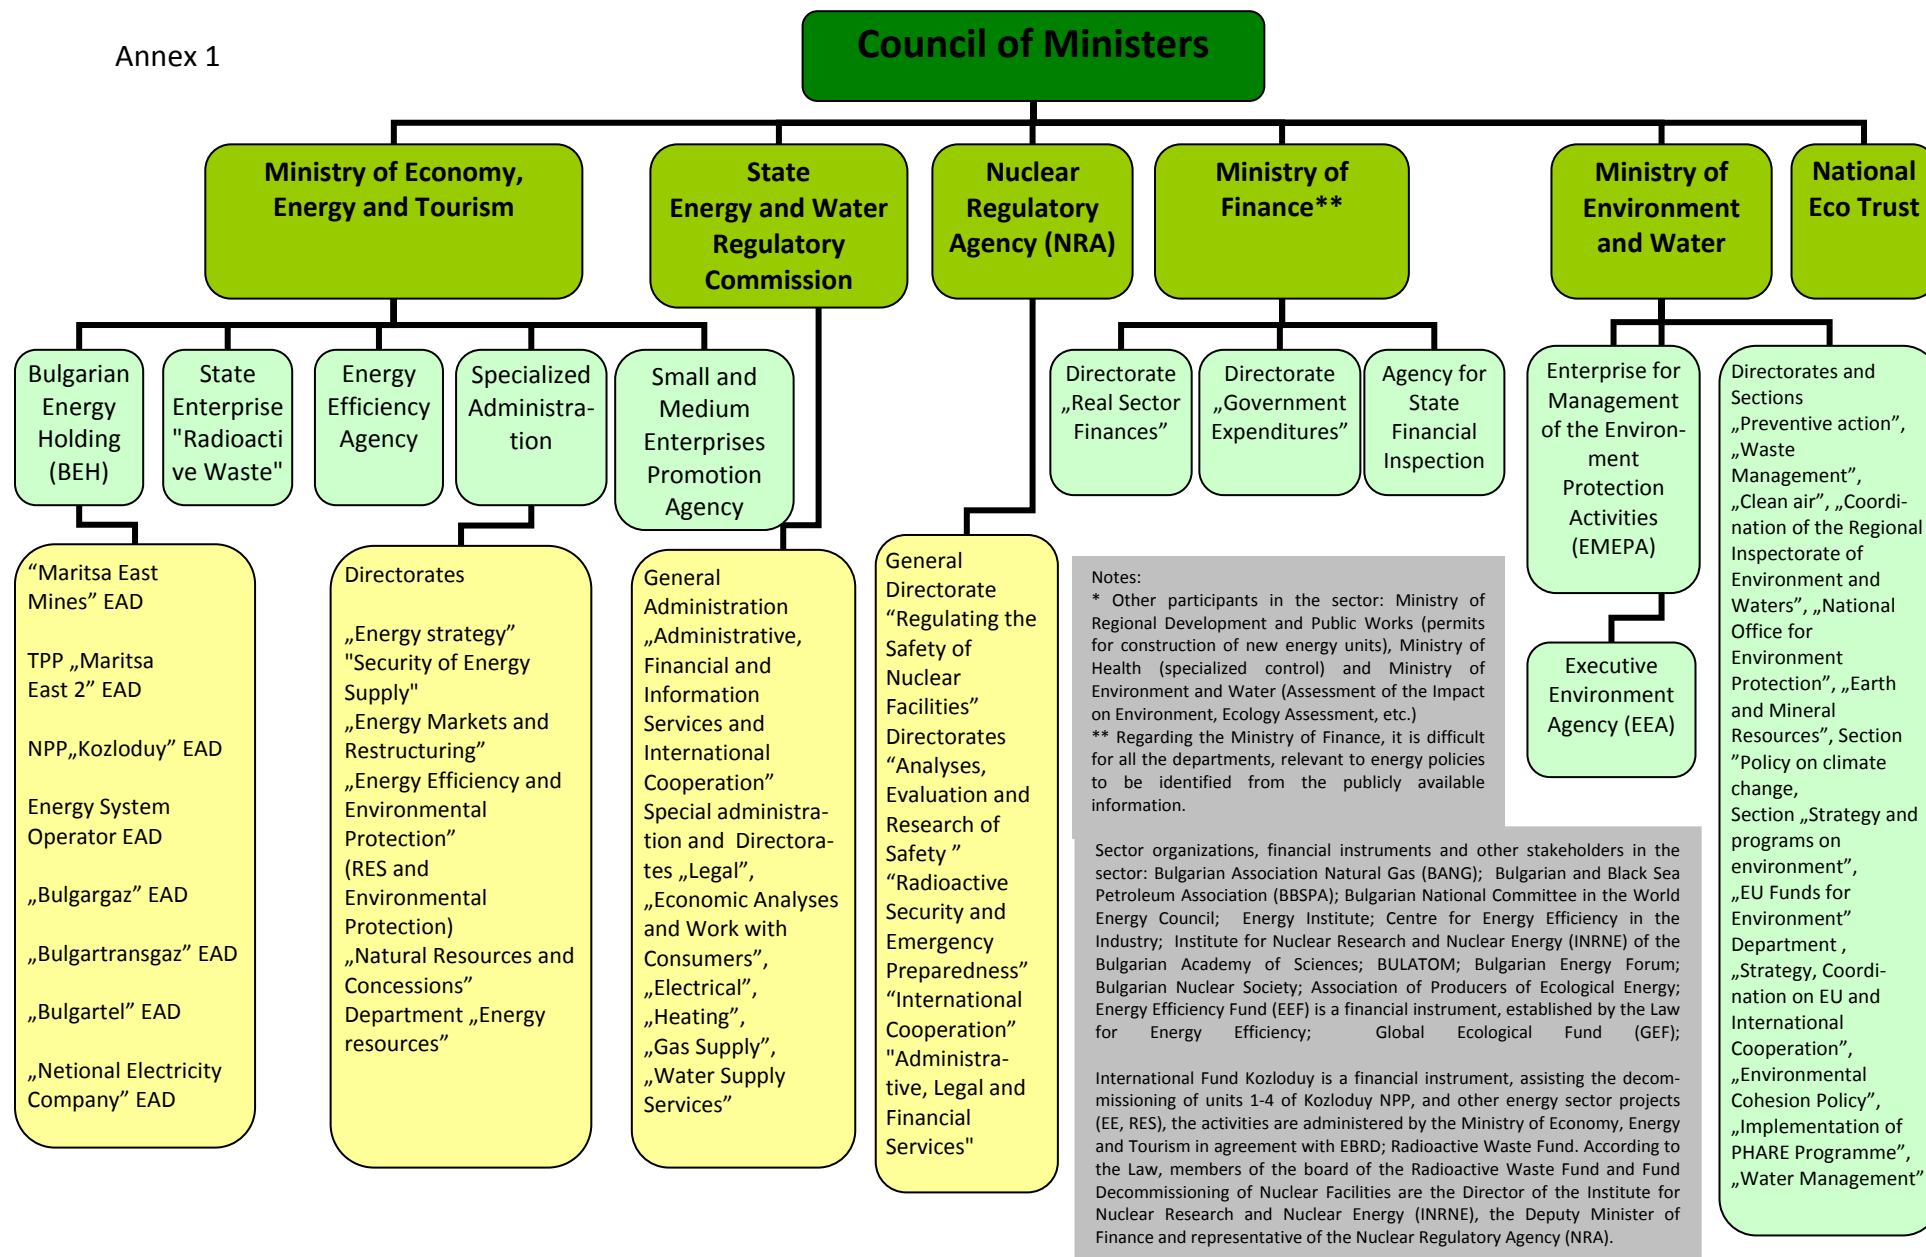 Annex 1
Council of Ministers
Ministry of Economy,
Energy and Tourism
State
Energy and Water
Regulatory
Commission
Nuclear
Regulatory
Agency (NRA)
Ministry of
Finance**
Ministry of
Environment
and Water
National
Eco Trust
Bulgarian
Energy
Holding
(BEH)
State
Enterprise
"Radioacti
ve Waste"
Energy
Efficiency
Agency
Specialized
Administra-
tion
Small and
Medium
Enterprises
Promotion
Agency
Directorate
„Real Sector
Finances”
Directorate
„Government
Expenditures”
Agency for
State
Financial
Inspection
Enterprise for
Management
of the Environ-
ment
Protection
Activities
(EMEPA)
Executive
Environment
Agency (EEA)
Directorates and
Sections
„Preventive action”,
„Waste
Management”,
„Clean air”, „Coordi-
nation of the Regional
Inspectorate of
Environment and
Waters”, „National
Office for
Environment
Protection”, „Earth
and Mineral
Resources”, Section
"Policy on climate
change,
Section „Strategy and
programs on
environment”,
„EU Funds for
Environment”
Department ,
„Strategy, Coordi-
nation on EU and
International
Cooperation”,
„Environmental
Cohesion Policy”,
„Implementation of
PHARE Programme”,
„Water Management”
“Maritsa East
Mines” EAD
TPP „Maritsa
East 2” EAD
NPP„Kozloduy” EAD
Energy System
Operator EAD
„Bulgargaz” EAD
„Bulgartransgaz” EAD
„Bulgartel” EAD
„Netional Electricity
Company” EAD
Directorates
„Energy strategy”
"Security of Energy
Supply"
„Energy Markets and
Restructuring”
„Energy Efficiency and
Environmental
Protection”
(RES and
Environmental
Protection)
„Natural Resources and
Concessions”
Department „Energy
resources”
General
Administration
„Administrative,
Financial and
Information
Services and
International
Cooperation”
Special administra-
tion and Directora-
tes „Legal”,
„Economic Analyses
and Work with
Consumers”,
„Electrical”,
„Heating”,
„Gas Supply”,
„Water Supply
Services”
General
Directorate
“Regulating the
Safety of
Nuclear
Facilities”
Directorates
“Analyses,
Evaluation and
Research of
Safety ”
“Radioactive
Security and
Emergency
Preparedness”
“International
Cooperation”
"Administra-
tive, Legal and
Financial
Services"
Notes:
* Other participants in the sector: Ministry of
Regional Development and Public Works (permits
for construction of new energy units), Ministry of
Health (specialized control) and Ministry of
Environment and Water (Assessment of the Impact
on Environment, Ecology Assessment, etc.)
** Regarding the Ministry of Finance, it is difficult
for all the departments, relevant to energy policies
to be identified from the publicly available
information.
Sector organizations, financial instruments and other stakeholders in the
sector: Bulgarian Association Natural Gas (BANG); Bulgarian and Black Sea
Petroleum Association (BBSPA); Bulgarian National Committee in the World
Energy Council; Energy Institute; Centre for Energy Efficiency in the
Industry; Institute for Nuclear Research and Nuclear Energy (INRNE) of the
Bulgarian Academy of Sciences; BULATOM; Bulgarian Energy Forum;
Bulgarian Nuclear Society; Association of Producers of Ecological Energy;
Energy Efficiency Fund (EEF) is a financial instrument, established by the Law
for Energy Efficiency; Global Ecological Fund (GEF);
International Fund Kozloduy is a financial instrument, assisting the decom-
missioning of units 1-4 of Kozloduy NPP, and other energy sector projects
(EE, RES), the activities are administered by the Ministry of Economy, Energy
and Tourism in agreement with EBRD; Radioactive Waste Fund. According to
the Law, members of the board of the Radioactive Waste Fund and Fund
Decommissioning of Nuclear Facilities are the Director of the Institute for
Nuclear Research and Nuclear Energy (INRNE), the Deputy Minister of
Finance and representative of the Nuclear Regulatory Agency (NRA).